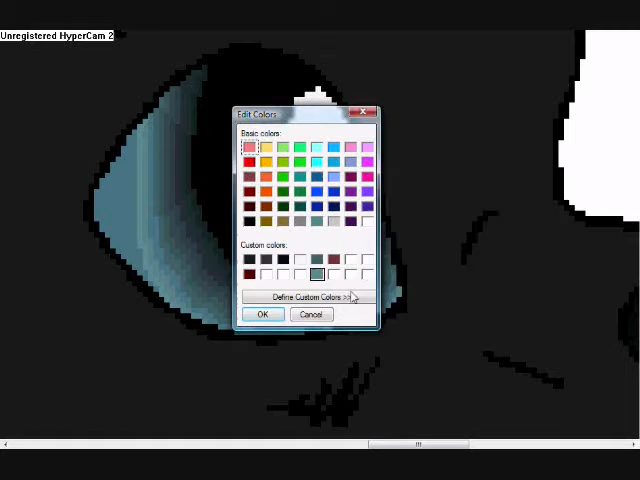 Unregistered HyperCam 2
Edit Colors
Basic colors:
Custom colors:
Define Custom Colors >>
OK
Cancel